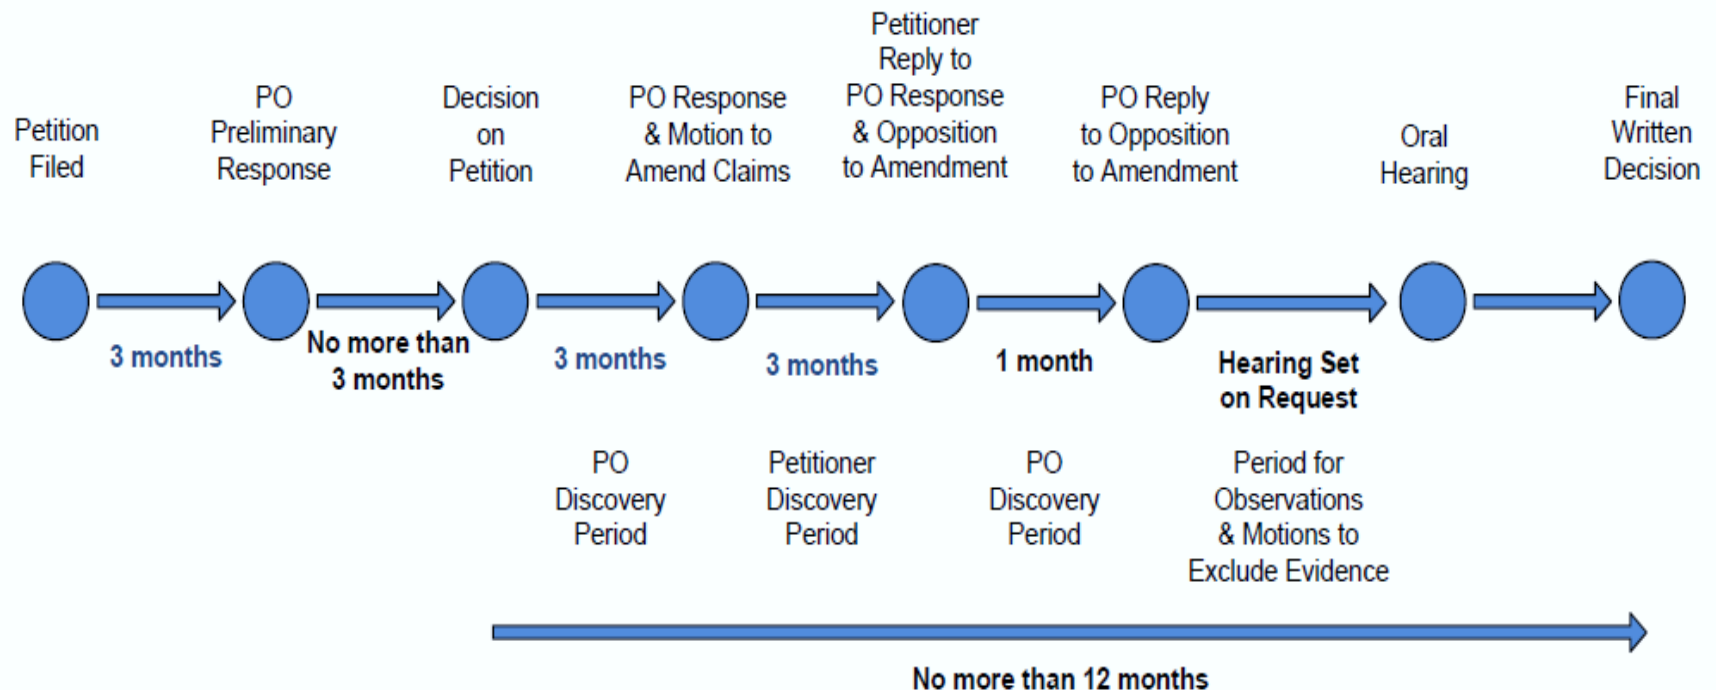 Petition
Filed
PO
Preliminary
Response
Decision
on
Petition
PO Response
& Motion to
Amend Claims
Petitioner
Reply to
PO Response
& Opposition
to Amendment
PO Reply
to Opposition
to Amendment
Oral
Hearing
Final
Written
Decision
3 months
No more than
3 months
3 months
3 months
1 month
Hearing Set
on Request
PO
Discovery
Period
Petitioner
Discovery
Period
PO
Discovery
Period
Period for
Observations
& Motions to
Exclude Evidence
No more than 12 months